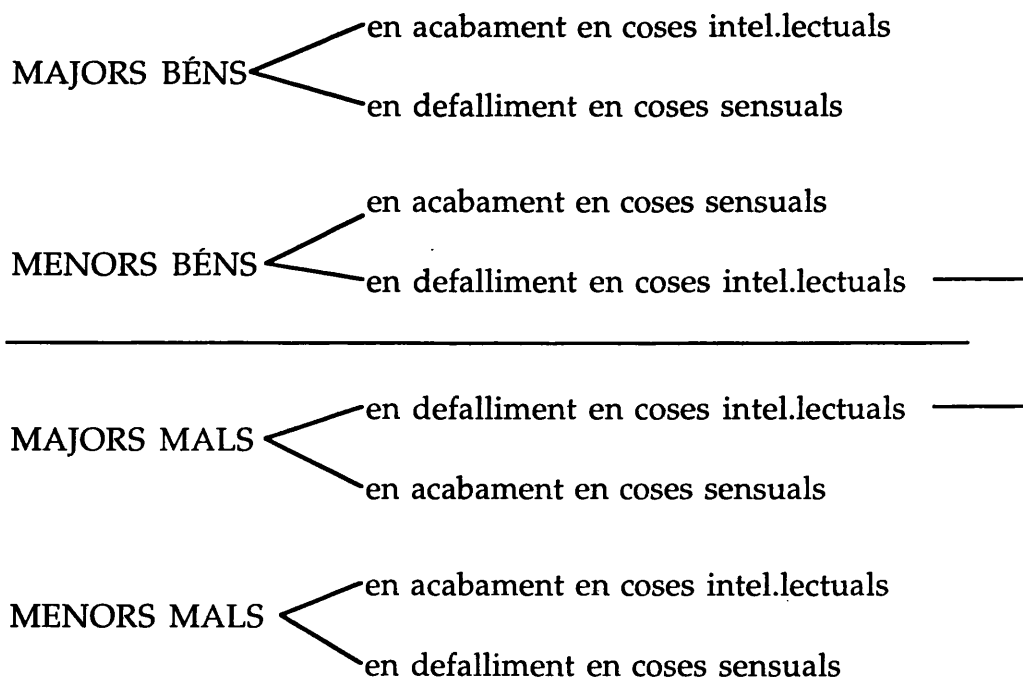 en acabament en coses intel.lectuals
MAJORS BÉNS
en defalliment en coses sensuals
en acabament en coses sensuals
MENORS BÉNS
en defalliment en coses intel.lectuals
en defalliment en coses intel.lectuals
MAJORS MALS
en acabament en coses sensuals
en acabament en coses intel.lectuals
MENORS MALS
en defalliment en coses sensuals